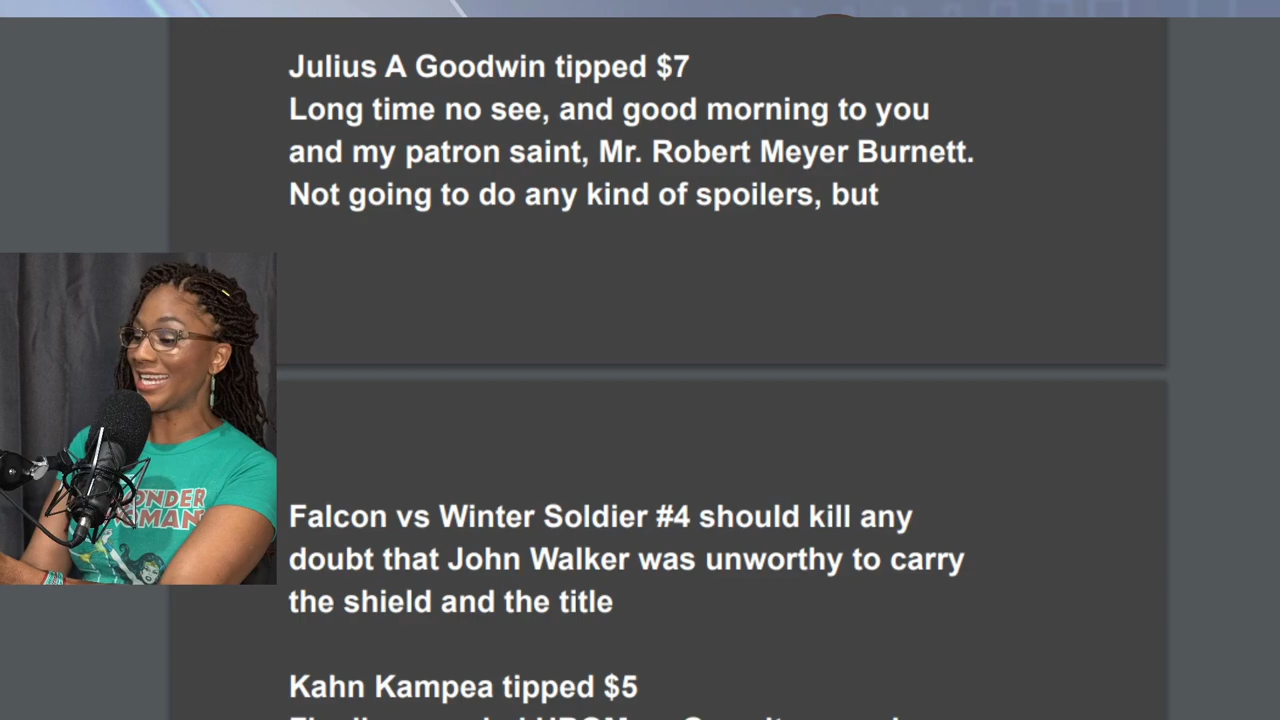 Julius A Goodwin tipped $7
Long time no see, and good morning to you
and my patron saint, Mr. Robert Meyer Burnett.
Not going to do any kind of spoilers, but
Falcon vs Winter Soldier #4 should kill any
doubt that John Walker was unworthy to carry
the shield and the title
Kahn Kampea tipped $5